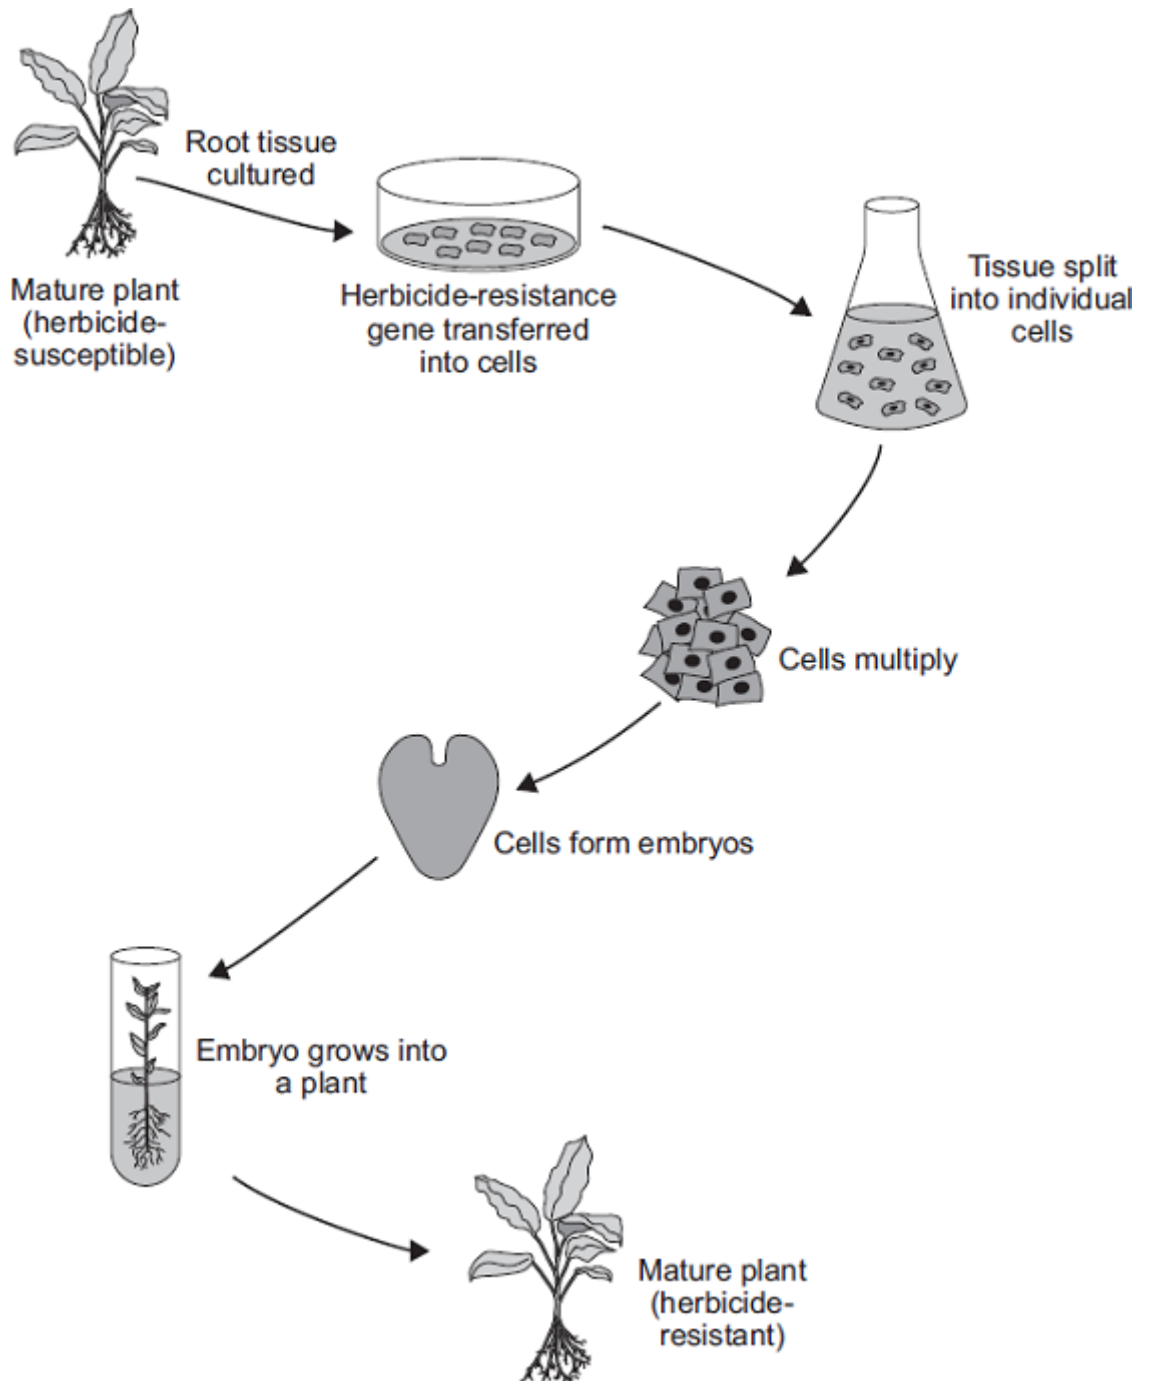 Root tissue
cultured
Mature plant
(herbicide-
susceptible)
Herbicide-resistance
gene transferred
into cells
Tissue split
into individual
cells
Cells multiply
Cells form embryos
Embryo grows into
a plant
Mature plant
(herbicide-
resistant)